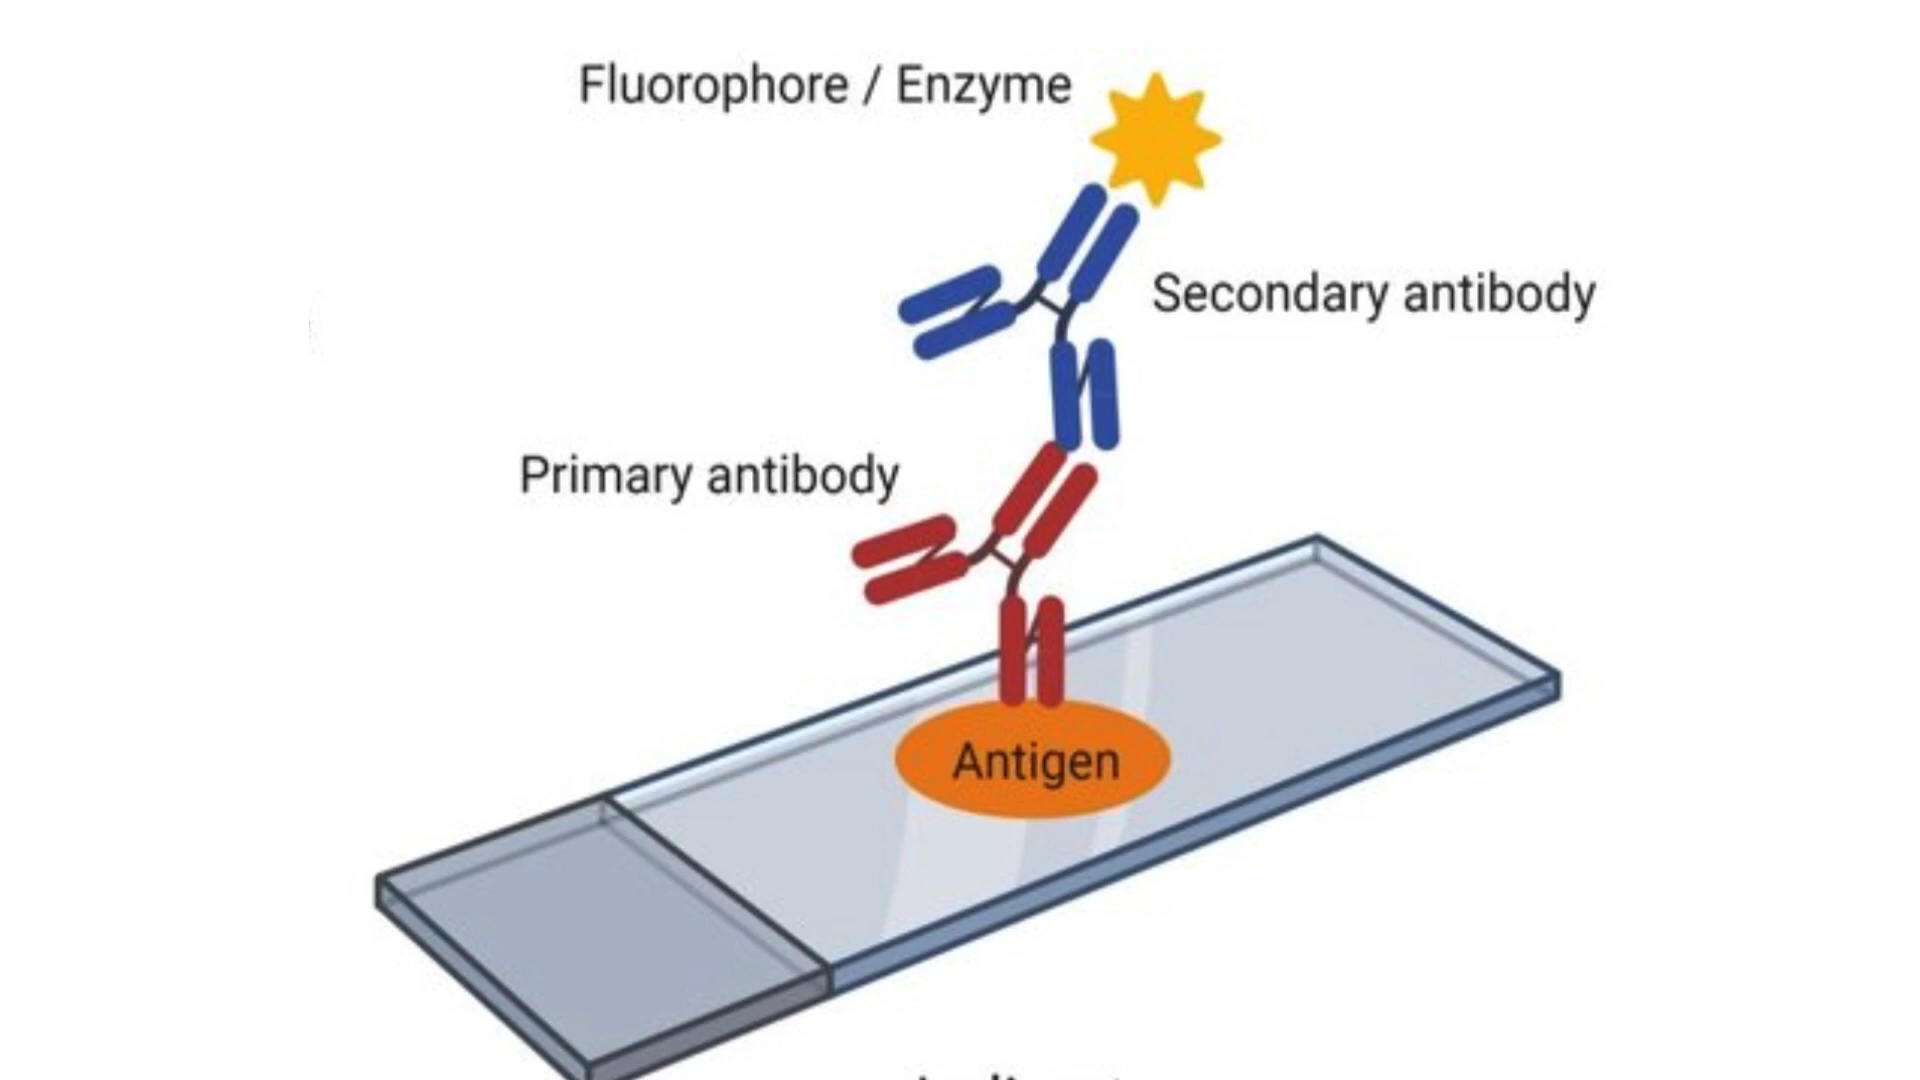 Fluorophore / Enzyme
Secondary antibody
Primary antibody
Antigen